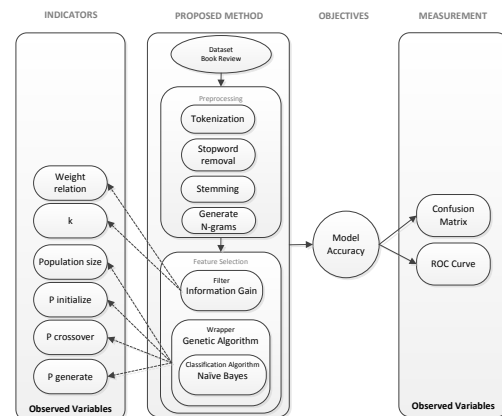 INDICATORS
PROPOSED METHOD
OBJECTIVES
MEASUREMENT
Weight
relation
k
Population size
P initialize
P crossover
P generate
Observed Variables
Dataset
Book Review
Preprocessing
Tokenization
Stopword
removal
Stemming
Generate
N-grams
Feature Selection
Filter
Information Gain
Wrapper
Genetic Algorithm
Classification Algorithm
Naïve Bayes
Model
Accuracy
Confusion
Matrix
ROC Curve
Observed Variables